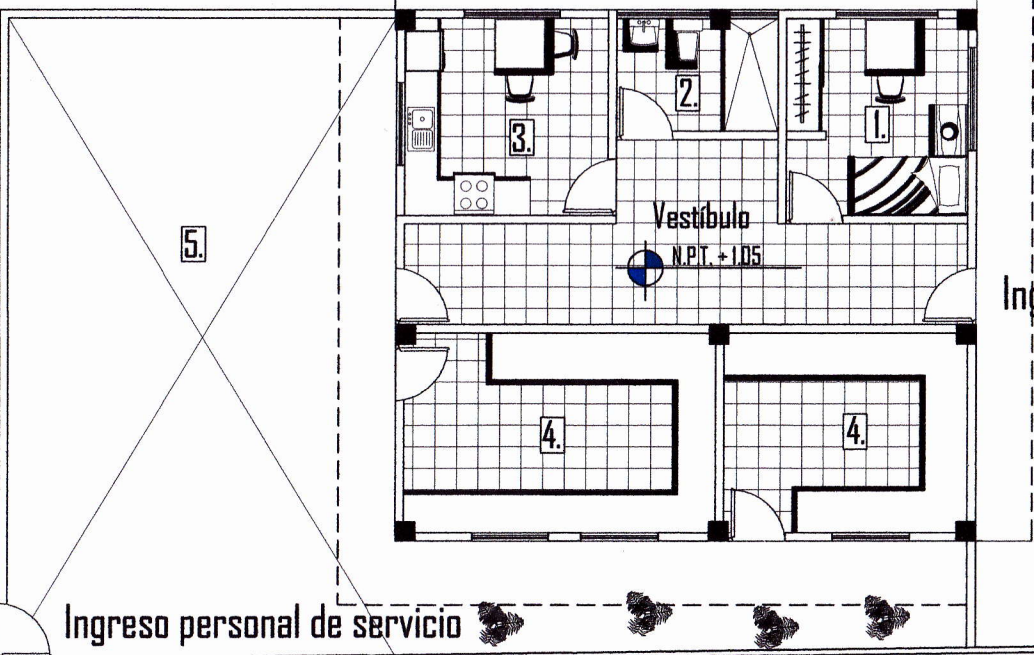 3.
2.
1.
5.
Vestíbulo
N.P.T. + 1.05
4.
4.
Ingreso personal de servicio